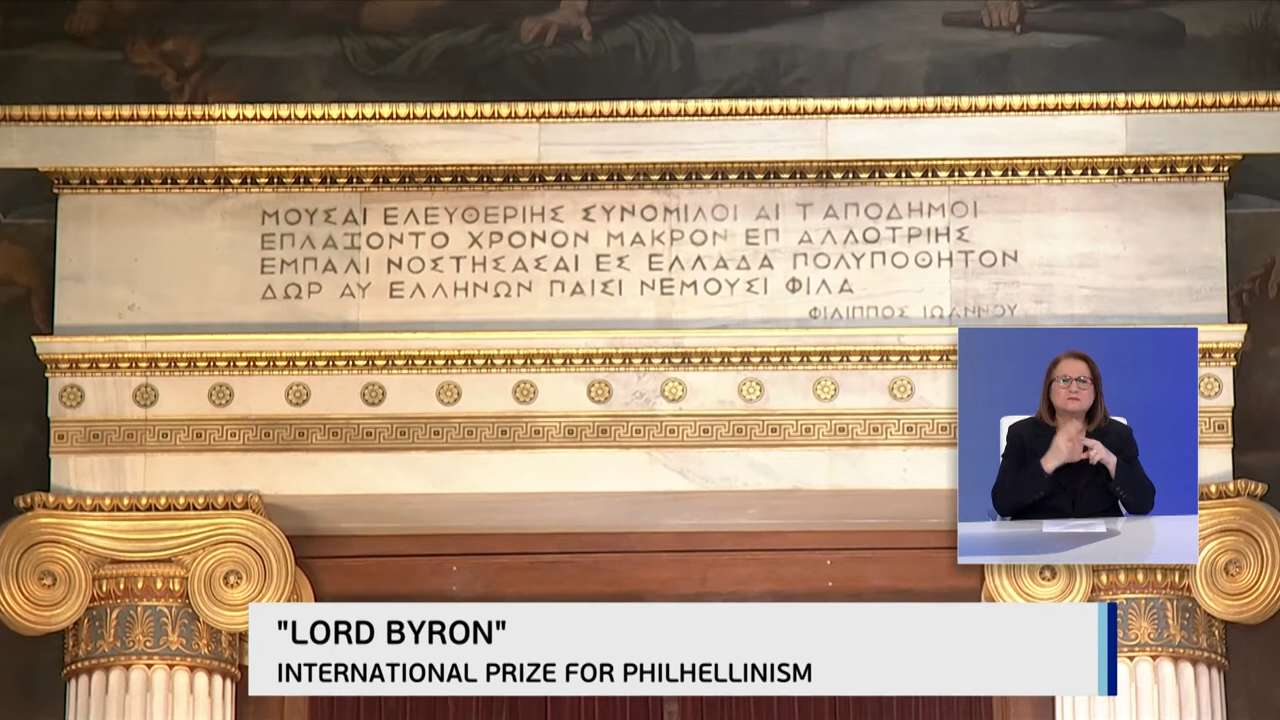 ΜΟΥΣΑΙ ΕΛΕΥΘΕΡΙΗΣ ΣΥΝΟΜΙΛΟΙ ΑΙ Τ ΑΠΟΔΗΜΟΙ
ΕΠΛΑΙΟΝΤΟ ΧΡΟΝΟΝ ΜΑΚΡΟΝ ΕΠ ΑΛΛΟΤΡΙΗΣ
ΕΜΠΑΛΙ ΝΟΣΤΗΣΑΣΑΙ ΕΣ ΕΛΛΑΔΑ ΠΟΛΥΠΟΘΗΤΟΝ
ΔΩΡ ΑΥ ΕΛΛΗΝΩΝ ΠΑΙΣΙ ΝΕΜΟΥΣΙ ΦΙΛΑ
ΦΙΛΙΠΠΟΣ ΙΩΑΝΝΟΥ
"LORD BYRON"
INTERNATIONAL PRIZE FOR PHILHELLINISM